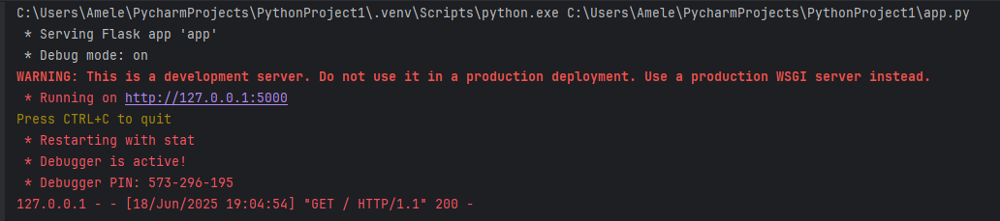 C:\Users\Amele\PycharmProjects\PythonProject1\.venv\Scripts\python.exe C:\Users\Amele\PycharmProjects\PythonProject1\app.py
* Serving Flask app 'app'
* Debug mode: on
WARNING: This is a development server. Do not use it in a production deployment. Use a production WSGI server instead.
* Running on http://127.0.0.1:5000
Press CTRL+C to quit
* Restarting with stat
* Debugger is active!
* Debugger PIN: 573-296-195
127.0.0.1 - - [18/Jun/2025 19:04:54] "GET / HTTP/1.1" 200 -